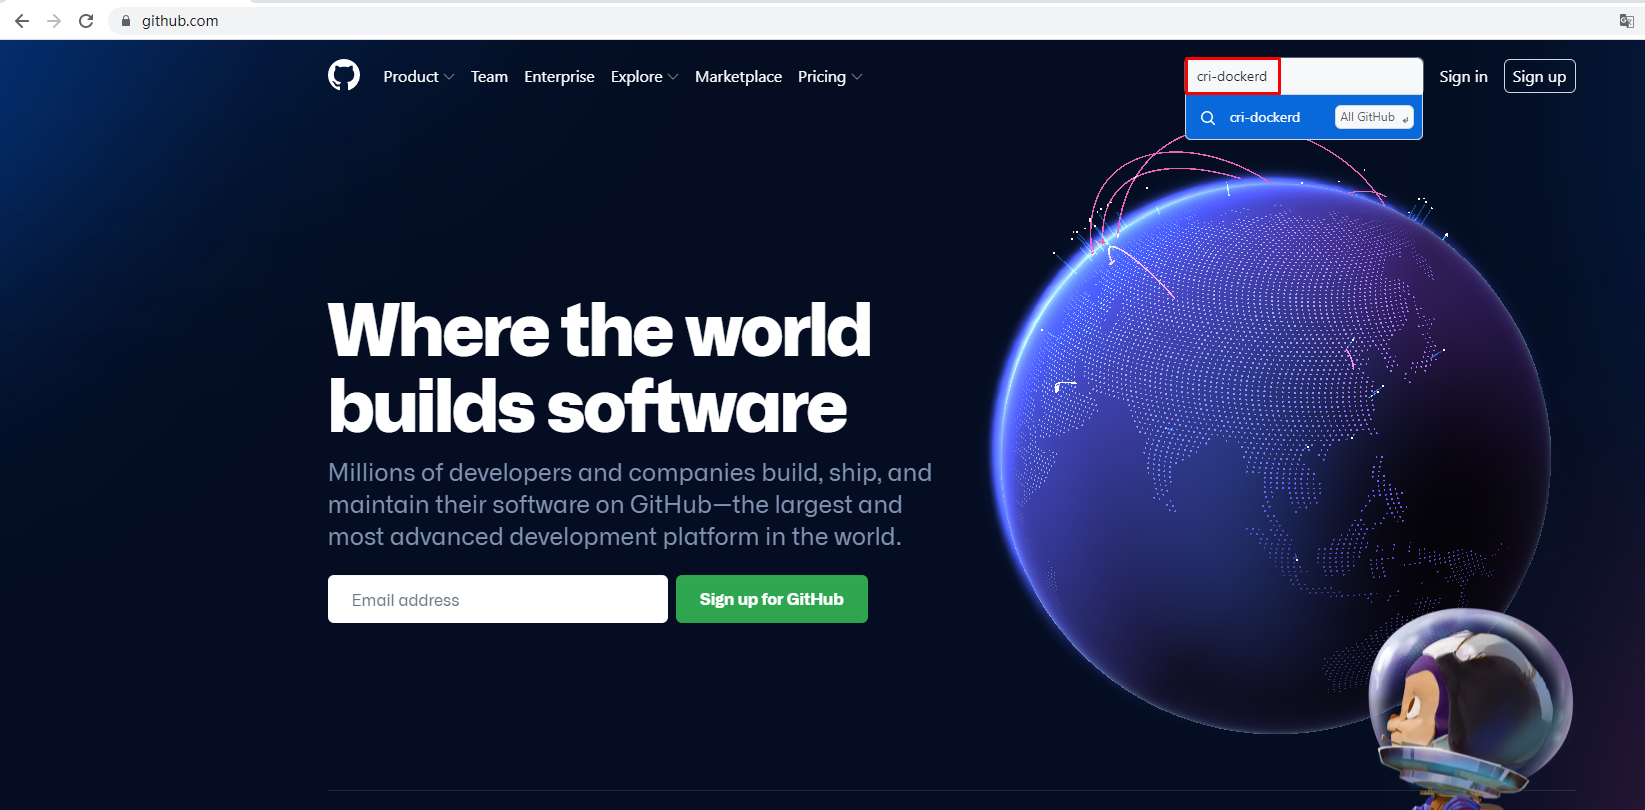 github.com
Product Team Enterprise Explore Marketplace Pricing cri-dockerd Sign in Sign up
cri-dockerd All GitHub
Where the world
builds software
Millions of developers and companies build, ship, and
maintain their software on GitHub—the largest and
most advanced development platform in the world.
Email address Sign up for GitHub